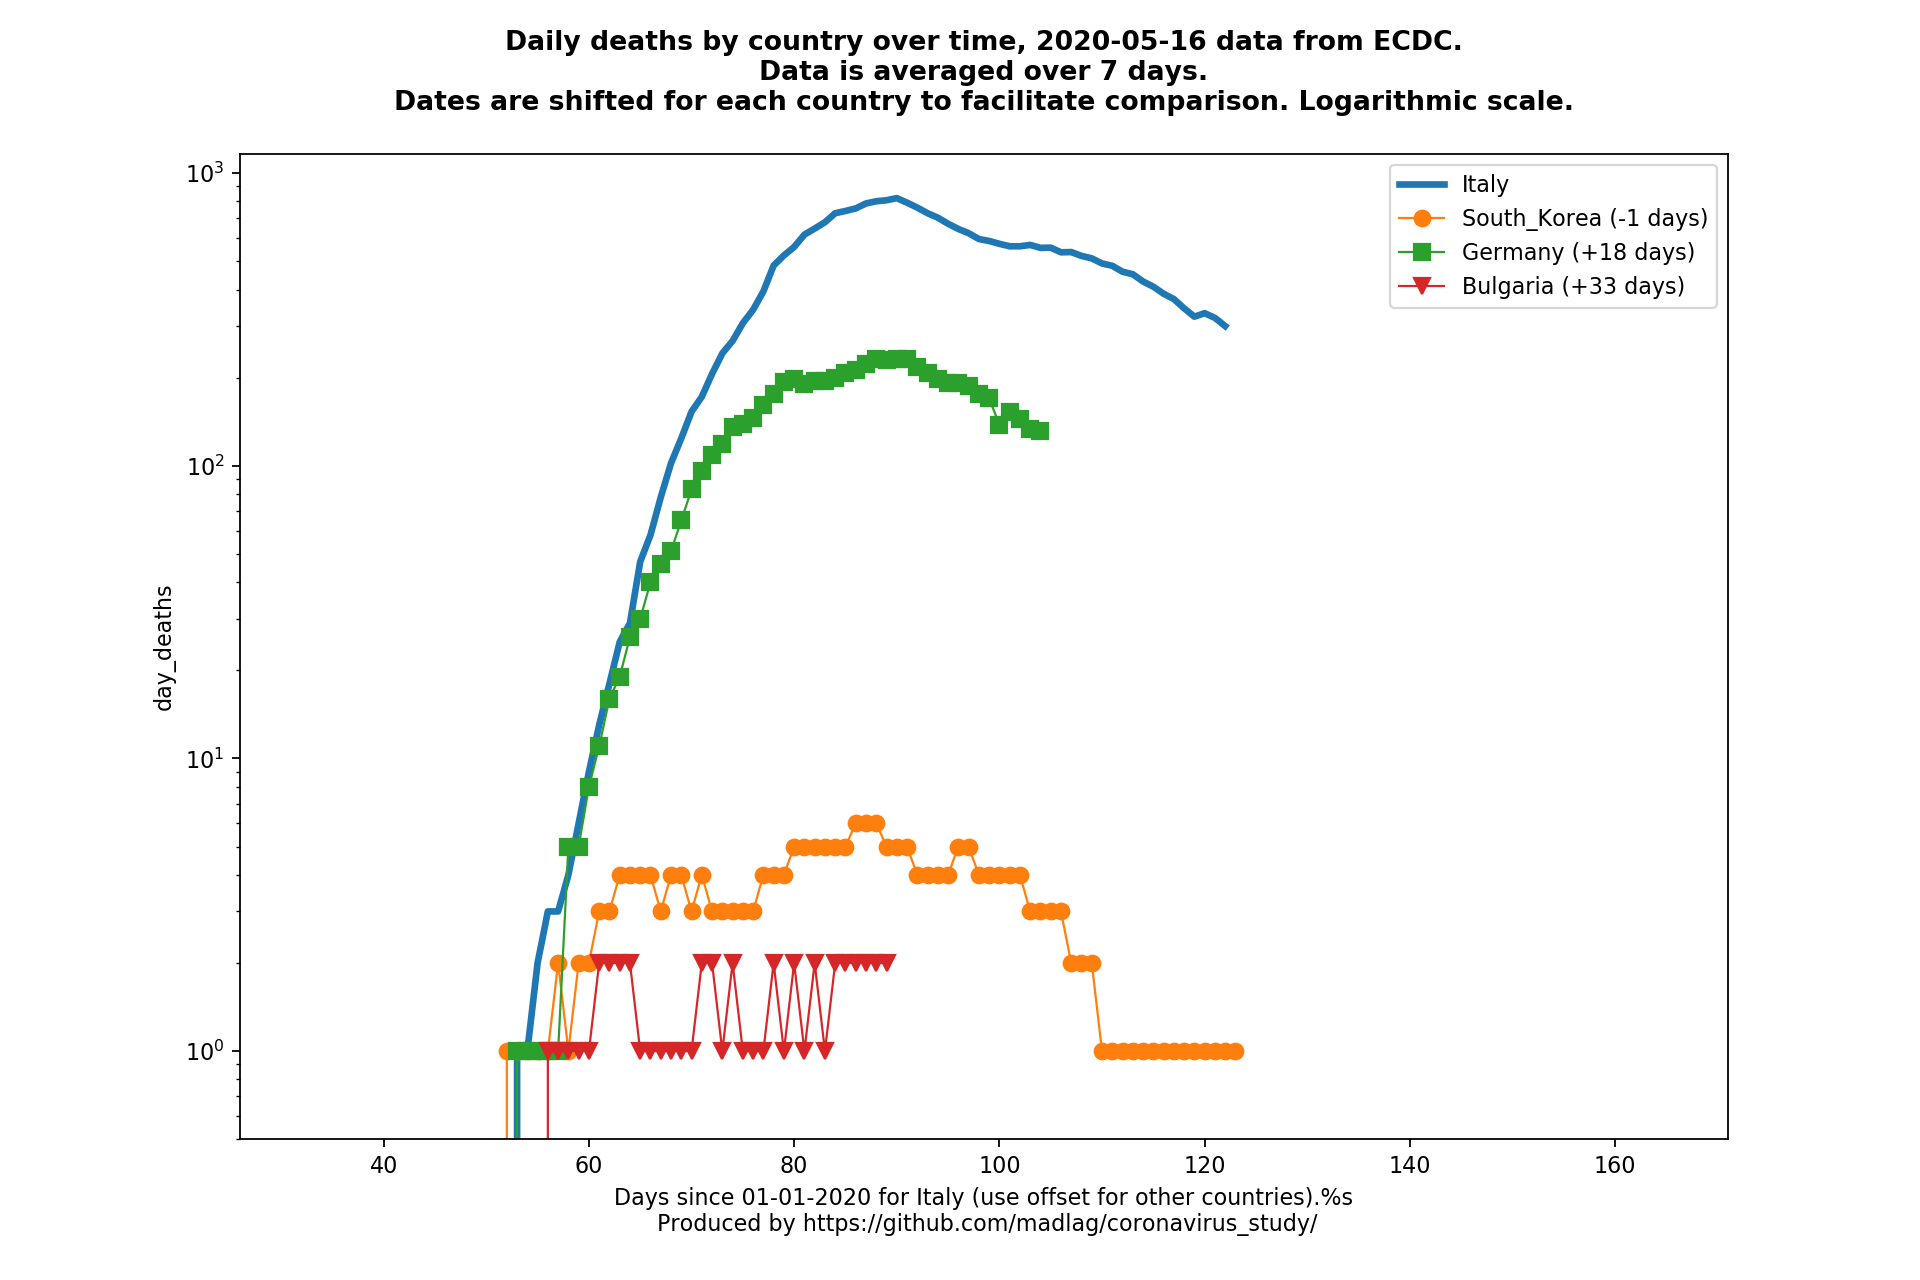 Daily deaths by country over time, 2020-05-16 data from ECDC.
Data is averaged over 7 days.
Dates are shifted for each country to facilitate comparison. Logarithmic scale.
10³
10²
10¹
10⁰
day_deaths
Italy
South_Korea (-1 days)
Germany (+18 days)
Bulgaria (+33 days)
40 60 80 100 120 140 160
Days since 01-01-2020 for Italy (use offset for other countries).%s
Produced by https://github.com/madlag/coronavirus_study/